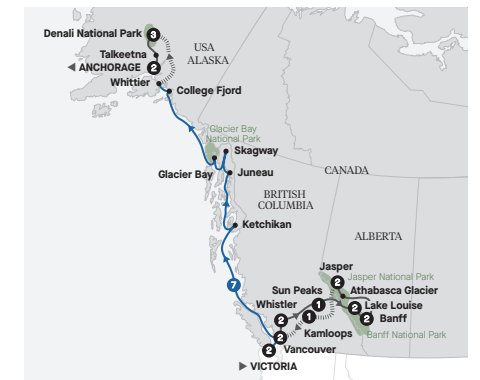 Denali National Park 3
USA
ALASKA
Talkeetna
ANCHORAGE 2
Whittier
College Fjord
Glacier Bay
National Park
Skagway
Glacier Bay
Juneau
CANADA
BRITISH
COLUMBIA
Ketchikan
ALBERTA
Jasper
2
Jasper National Park
7
Sun Peaks
Athabasca Glacier
Whistler
1
2 Lake Louise
2
1
2 Banff
Kamloops
Banff National Park
2
2 Vancouver
VICTORIA